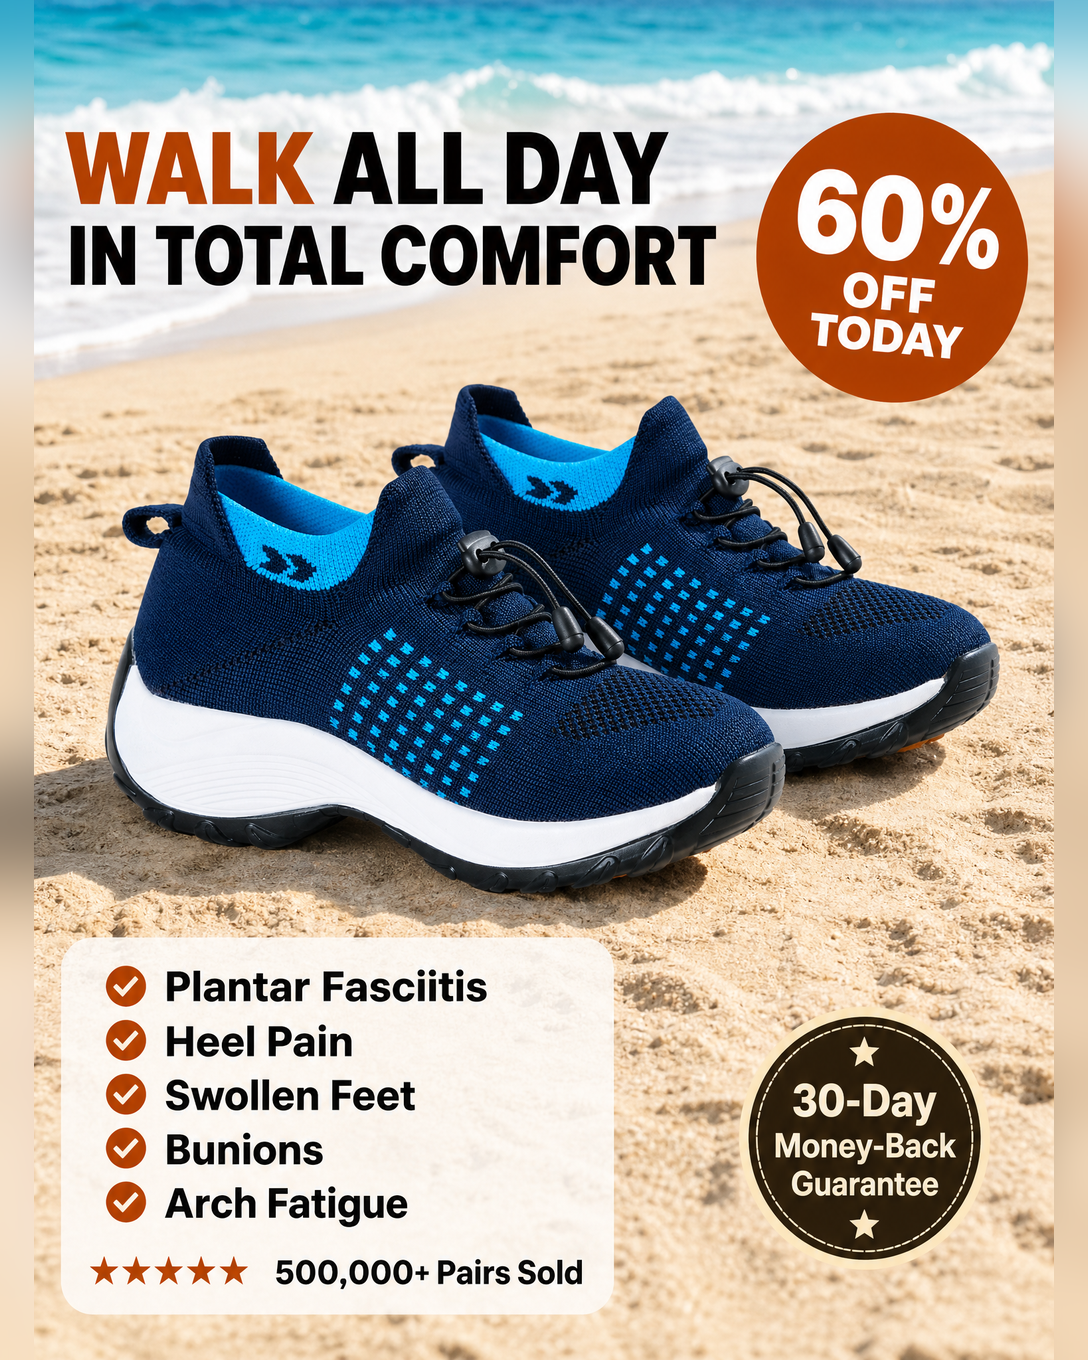 WALK ALL DAY
IN TOTAL COMFORT
60%
OFF
TODAY
Plantar Fasciitis
Heel Pain
Swollen Feet
Bunions
Arch Fatigue
500,000+ Pairs Sold
30-Day
Money-Back
Guarantee